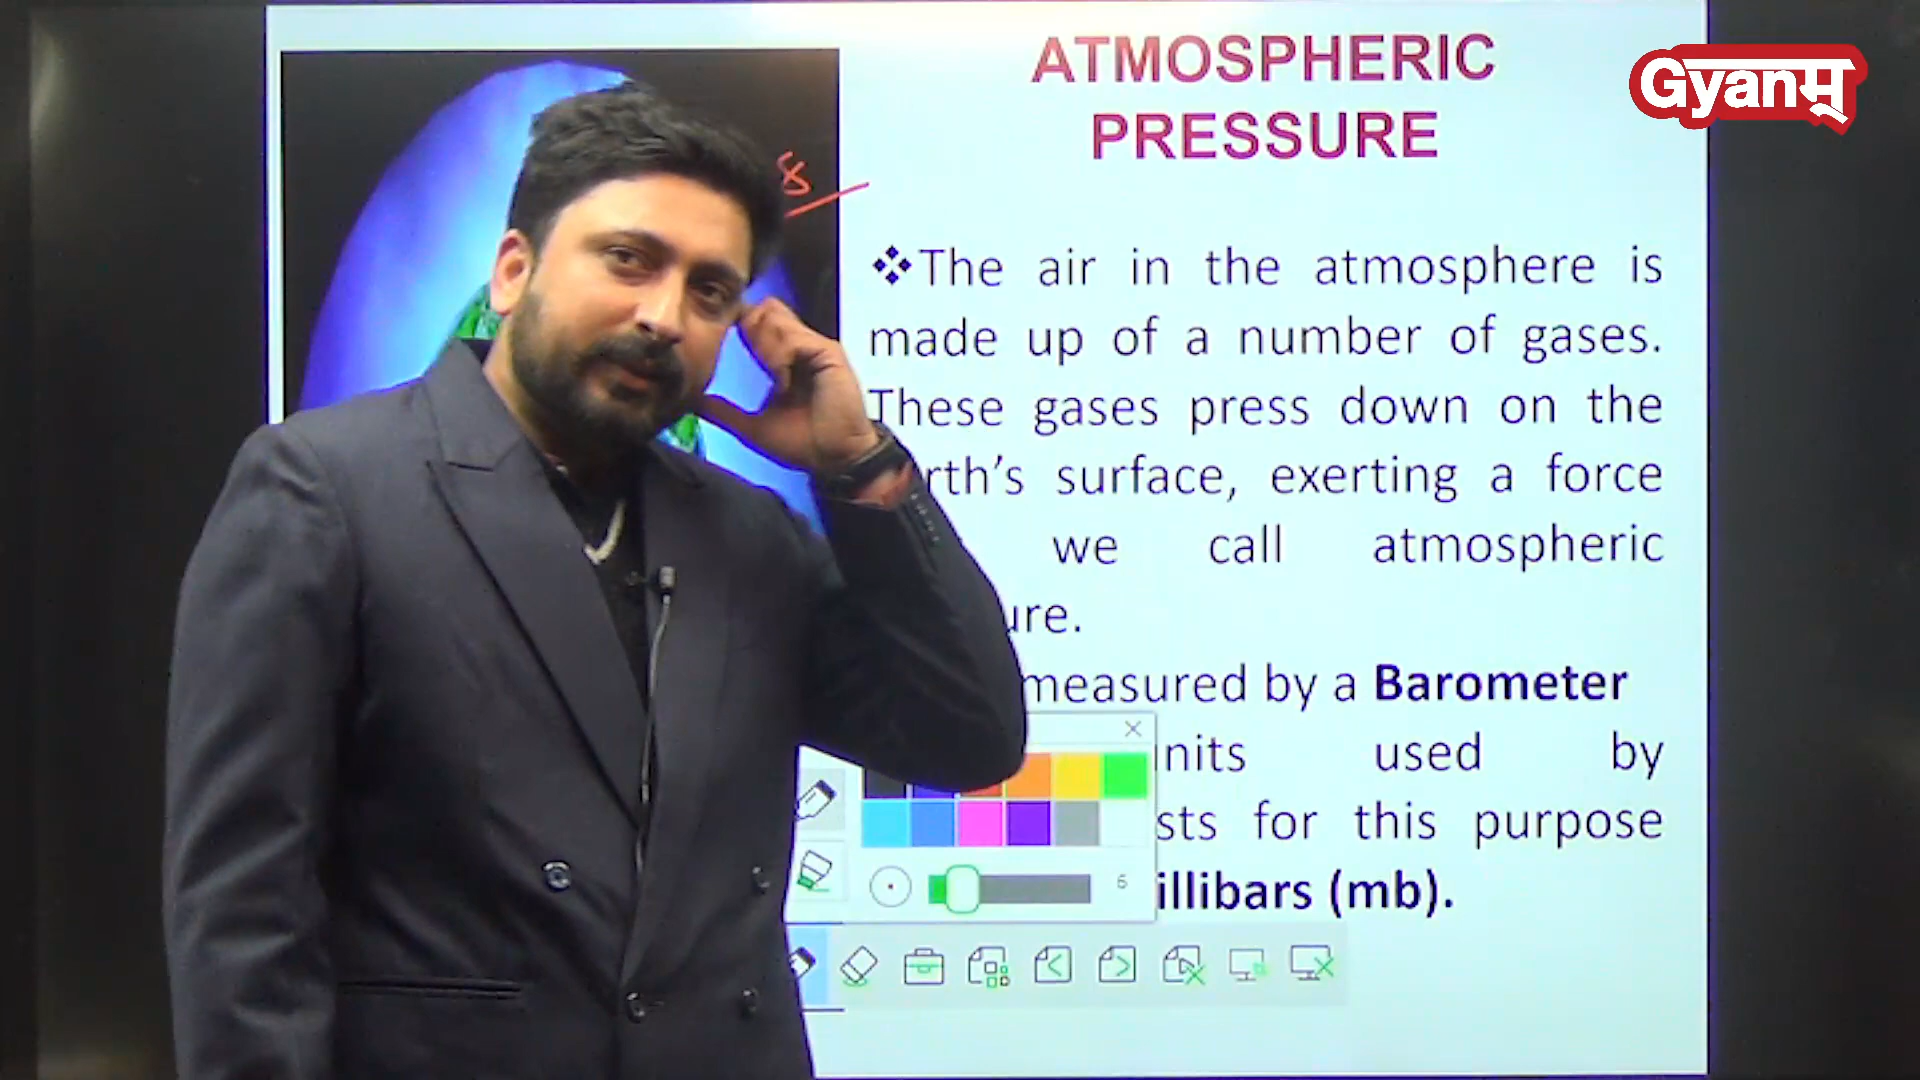 ATMOSPHERIC
PRESSURE
Gyanम्
8
❖The air in the atmosphere is
made up of a number of gases.
These gases press down on the
rth's surface, exerting a force
we call atmospheric
ure.
measured by a Barometer
nits used by
sts for this purpose
illibars (mb).
6